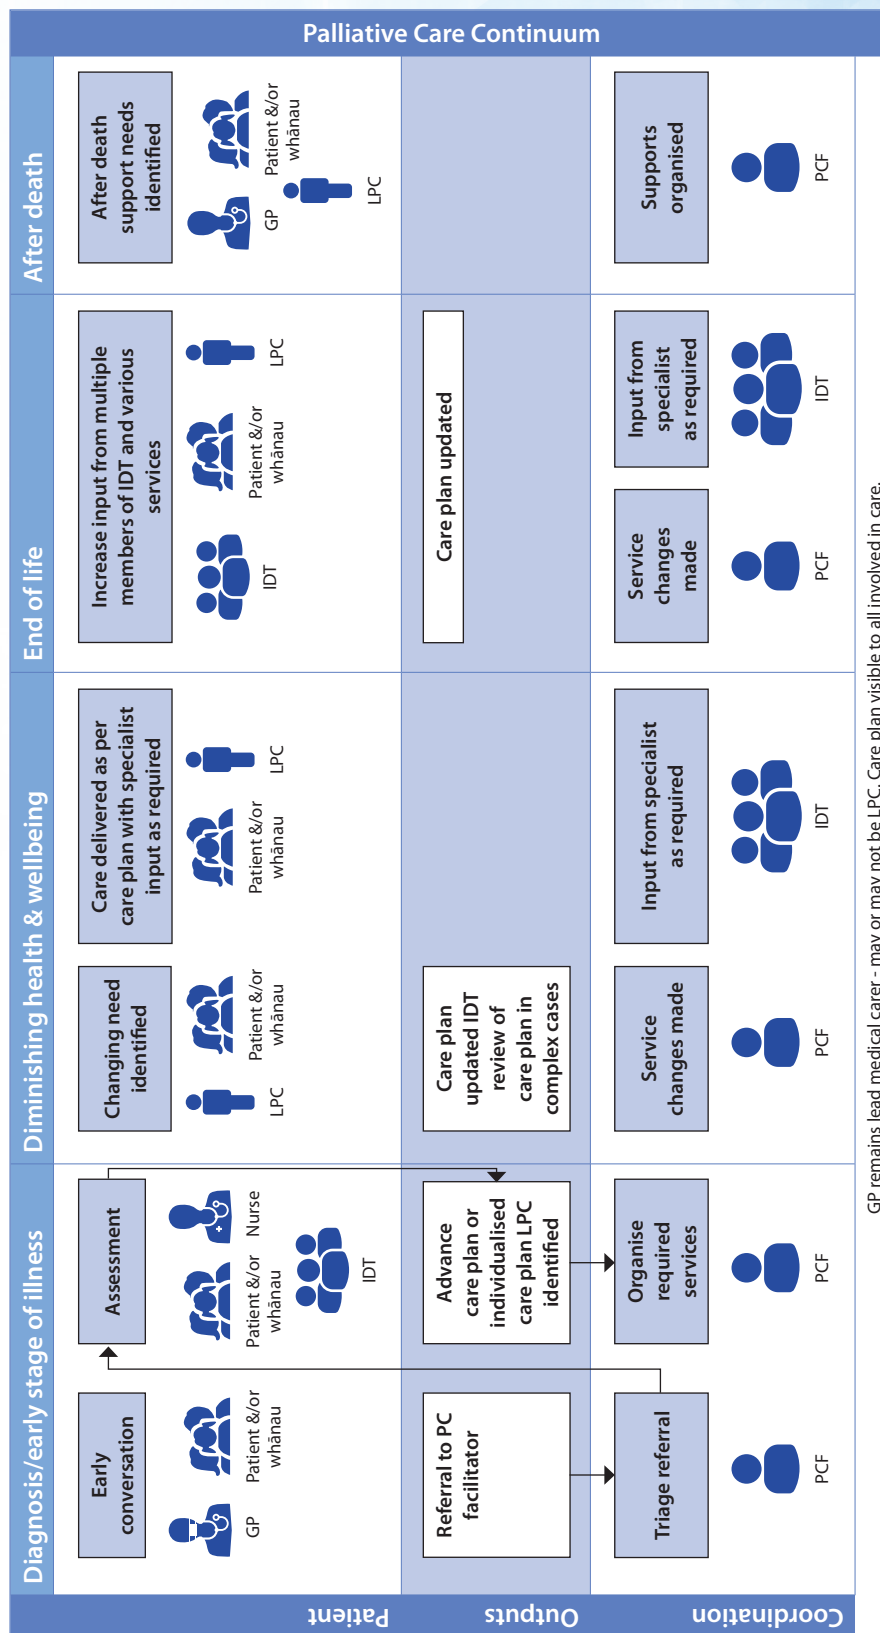 Palliative Care Continuum
Diagnosis/early stage of illness
Diminishing health & wellbeing
End of life
After death
Patient
Early
conversation
GP
Patient &/or
whānau
Assessment
Patient &/or
whānau
Nurse
IDT
Changing need
identified
LPC
Patient &/or
whānau
Care delivered as per
care plan with specialist
input as required
Patient &/or
whānau
LPC
Increase input from multiple
members of IDT and various
services
IDT
Patient &/or
whānau
LPC
After death
support needs
identified
GP
Patient &/or
whānau
LPC
Outputs
Referral to PC
facilitator
Advance
care plan or
individualised
care plan LPC
identified
Care plan
updated IDT
review of
care plan in
complex cases
Care plan updated
Coordination
Triage referral
PCF
Organise
required
services
PCF
Service
changes made
PCF
Input from specialist
as required
IDT
Service
changes
made
PCF
Input from
specialist
as required
IDT
Supports
organised
PCF
GP remains lead medical carer - may or may not be LPC. Care plan visible to all involved in care.